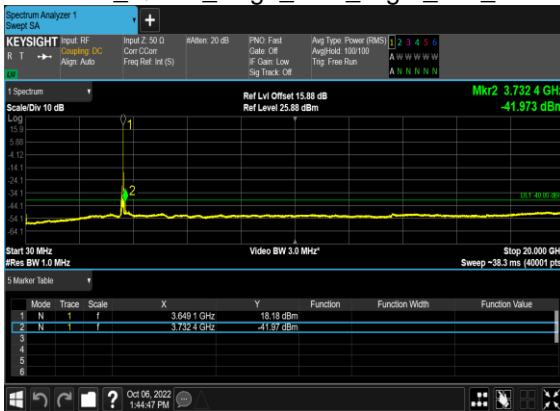 Spectrum Analyzer 1
Swept SA
+
KEYSIGHT Input: RF Input Z: 50 Ω #Atten: 20 dB PNO: Fast Avg Type: Power (RMS) 1 2 3 4 5 6
R T Coupling: DC Corr CCorr Gate: Off Avg|Hold: 100/100 A W W W W W
Align: Auto Freq Ref: Int (S) IF Gain: Low Trig: Free Run
Sig Track: Off A N N N N N
1 Spectrum Ref Lvl Offset 15.88 dB Mkr2 3.732 4 GHz
Scale/Div 10 dB Ref Level 25.88 dBm -41.973 dBm
Log
15.9
5.88
-4.12
-14.1
-24.1
-34.1
-44.1
-54.1
-64.1
1
2
DL1 -40.00 dBm
Start 30 MHz Video BW 3.0 MHz* Stop 20.000 GHz
#Res BW 1.0 MHz Sweep ~38.3 ms (40001 pts)
5 Marker Table
Mode Trace Scale X Y Function Function Width Function Value
1 N 1 f 3.649 1 GHz 18.18 dBm
2 N 1 f 3.732 4 GHz -41.97 dBm
3
4
5
6
? Oct 06, 2022
1:44:47 PM